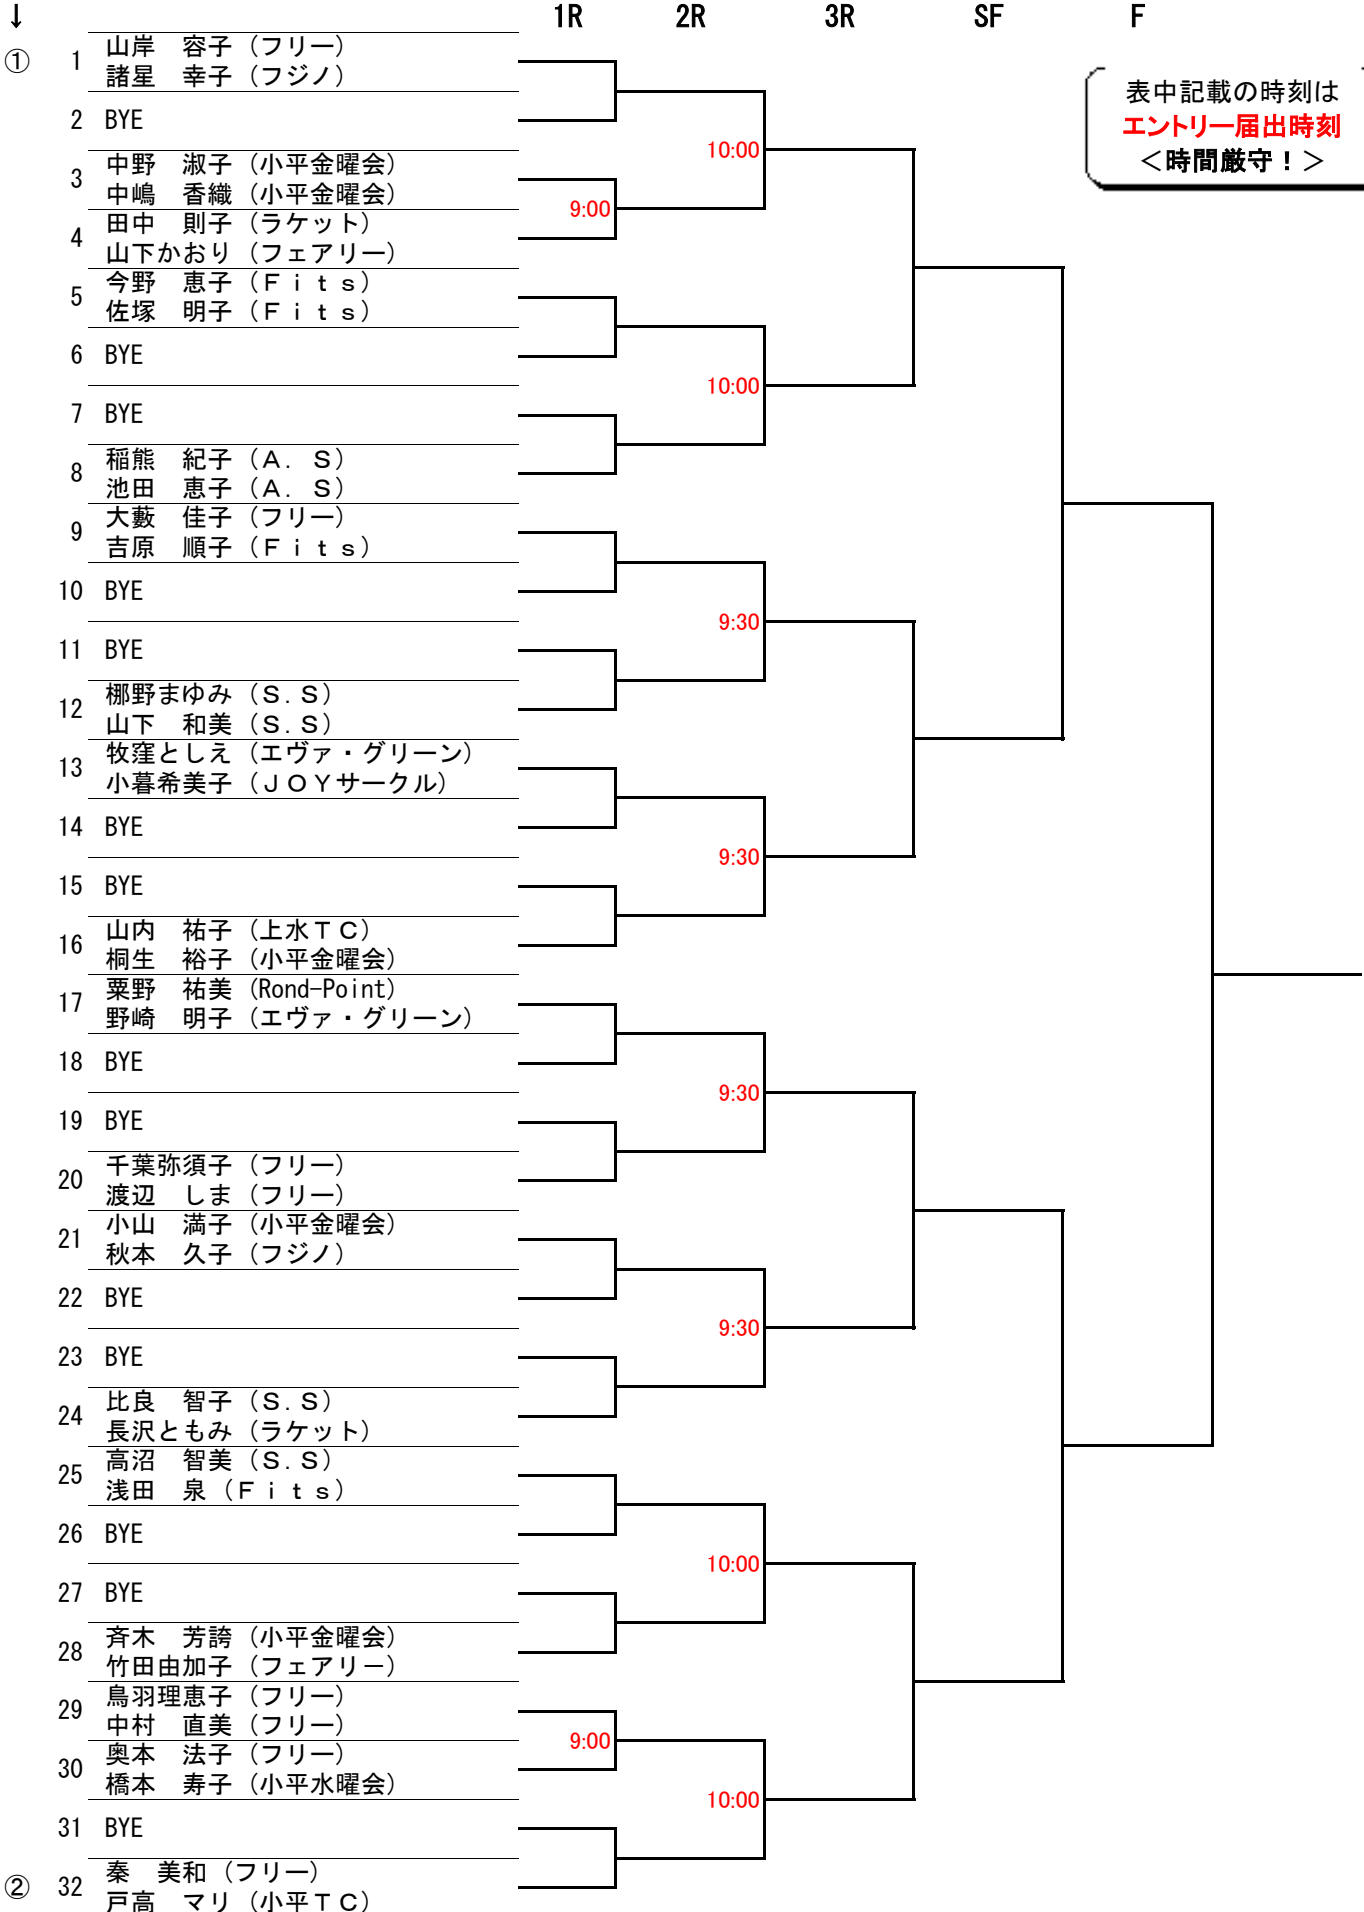 ↓ 1R 2R 3R SF F
表中記載の時刻は
エントリー届出時刻
＜時間厳守！＞
① 1 山岸　容子（フリー）
諸星　幸子（フジノ）
2 BYE
10:00
3 中野　淑子（小平金曜会）
中嶋　香織（小平金曜会）
9:00
4 田中　則子（ラケット）
山下かおり（フェアリー）
5 今野　恵子（Ｆｉｔｓ）
佐塚　明子（Ｆｉｔｓ）
6 BYE
10:00
7 BYE
8 稲熊　紀子（Ａ．Ｓ）
池田　恵子（Ａ．Ｓ）
9 大藪　佳子（フリー）
吉原　順子（Ｆｉｔｓ）
10 BYE
9:30
11 BYE
12 梛野まゆみ（Ｓ.Ｓ）
山下　和美（Ｓ.Ｓ）
13 牧窪としえ（エヴァ・グリーン）
小暮希美子（ＪＯＹサークル）
14 BYE
9:30
15 BYE
16 山内　祐子（上水ＴＣ）
桐生　裕子（小平金曜会）
17 粟野　祐美（Rond-Point）
野崎　明子（エヴァ・グリーン）
18 BYE
9:30
19 BYE
20 千葉弥須子（フリー）
渡辺　しま（フリー）
21 小山　満子（小平金曜会）
秋本　久子（フジノ）
22 BYE
9:30
23 BYE
24 比良　智子（Ｓ.Ｓ）
長沢ともみ（ラケット）
25 高沼　智美（Ｓ.Ｓ）
浅田　泉（Ｆｉｔｓ）
26 BYE
10:00
27 BYE
28 斉木　芳誇（小平金曜会）
竹田由加子（フェアリー）
29 鳥羽理恵子（フリー）
中村　直美（フリー）
9:00
30 奥本　法子（フリー）
橋本　寿子（小平水曜会）
10:00
31 BYE
② 32 秦　美和（フリー）
戸高　マリ（小平ＴＣ）